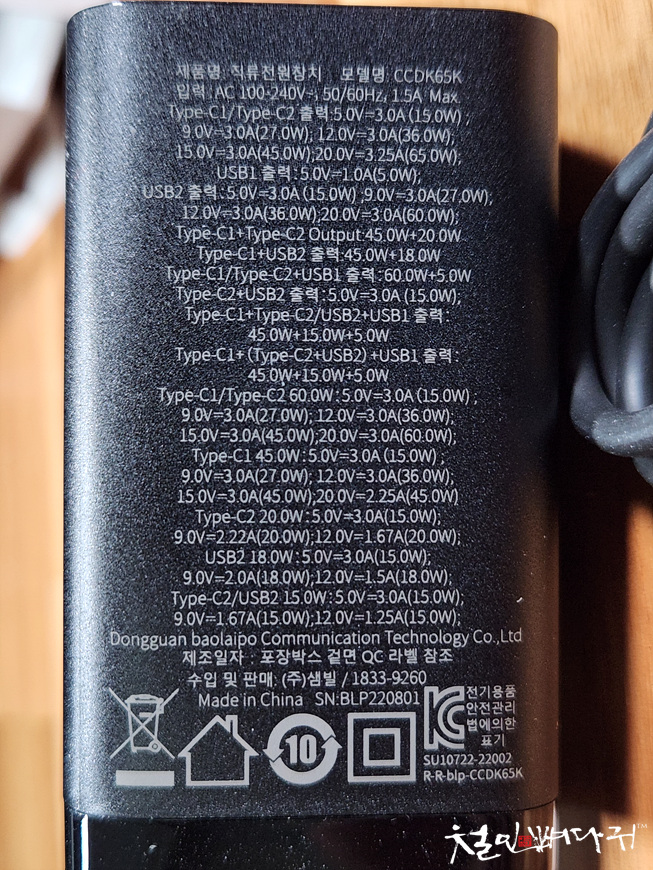 제품명: 직류전원장치 모델명: CCDK65K
입력: AC 100-240V~, 50/60Hz, 1.5A Max
Type-C1/Type-C2 출력:5.0V=3.0A (15.0W) ;
9.0V=3.0A(27.0W); 12.0V=3.0A(36.0W);
15.0V=3.0A(45.0W);20.0V=3.25A(65.0W);
USB1 출력:5.0V=1.0A(5.0W);
USB2 출력:5.0V=3.0A (15.0W) ;9.0V=3.0A(27.0W);
12.0V=3.0A(36.0W);20.0V=3.0A(60.0W);
Type-C1+Type-C2 Output:45.0W+20.0W
Type-C1+USB2 출력:45.0W+18.0W
Type-C1/Type-C2+USB1 출력:60.0W+5.0W
Type-C2+USB2 출력:5.0V=3.0A (15.0W);
Type-C1+Type-C2/USB2+USB1 출력:
45.0W+15.0W+5.0W
Type-C1+ (Type-C2+USB2) +USB1 출력:
45.0W+15.0W+5.0W
Type-C1/Type-C2 60.0W:5.0V=3.0A (15.0W) ;
9.0V=3.0A(27.0W); 12.0V=3.0A(36.0W);
15.0V=3.0A(45.0W);20.0V=3.0A(60.0W);
Type-C1 45.0W:5.0V=3.0A (15.0W) ;
9.0V=3.0A(27.0W); 12.0V=3.0A(36.0W);
15.0V=3.0A(45.0W);20.0V=2.25A(45.0W)
Type-C2 20.0W:5.0V=3.0A(15.0W);
9.0V=2.22A(20.0W);12.0V=1.67A(20.0W);
USB2 18.0W:5.0V=3.0A(15.0W);
9.0V=2.0A(18.0W);12.0V=1.5A(18.0W);
Type-C2/USB2 15.0W:5.0V=3.0A(15.0W),
9.0V=1.67A(15.0W);12.0V=1.25A(15.0W);
Dongguan baolaipo Communication Technology Co.,Ltd
제조일자 : 포장박스 겉면 QC 라벨 참조
수입 및 판매: (주)샘빌 / 1833-9260
Made in China SN:BLP220801
전기용품
안전관리
법에의한
표기
10
SU10722-22002
R-R-blp-CCDK65K
철인뼈다귀™